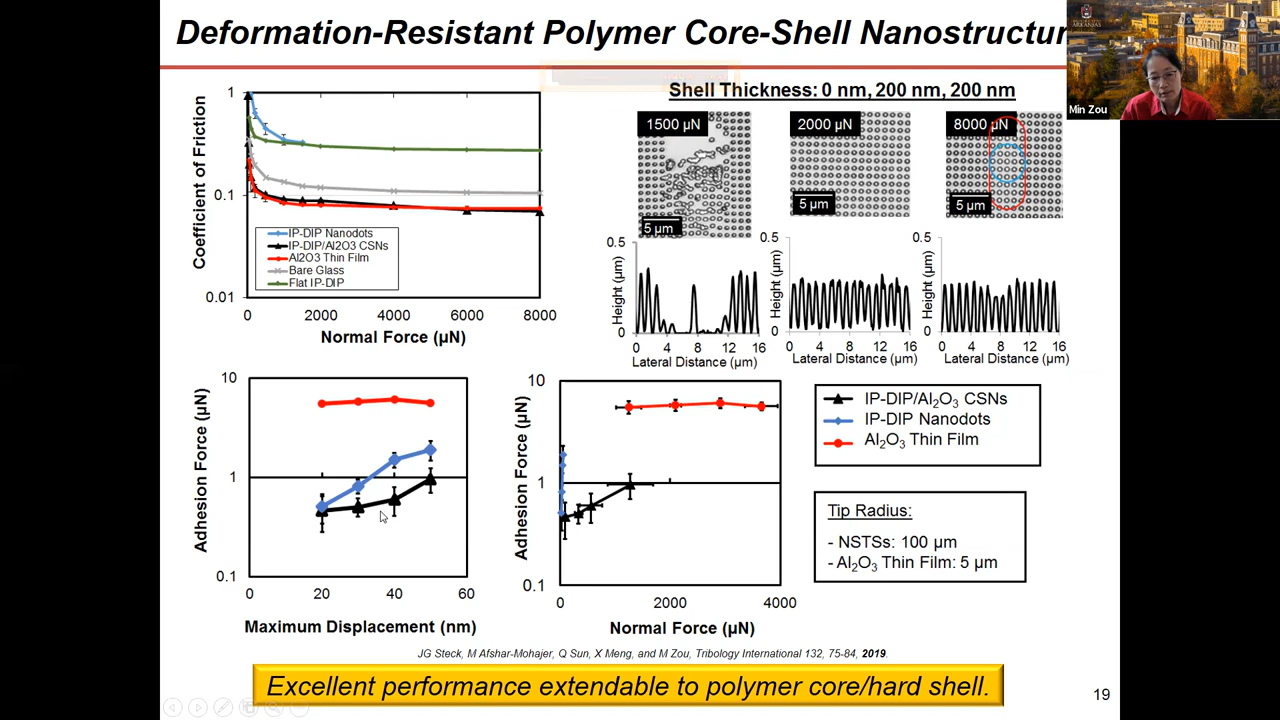 Deformation-Resistant Polymer Core-Shell Nanostructur
ARKANSAS
Min Zou
Shell Thickness: 0 nm, 200 nm, 200 nm
Coefficient of Friction
1
0.1
0.01
IP-DIP Nanodots
IP-DIP/Al2O3 CSNs
Al2O3 Thin Film
Bare Glass
Flat IP-DIP
0 2000 4000 6000 8000
Normal Force (µN)
1500 µN
5 µm
2000 µN
5 µm
8000 µN
5 µm
Height (µm)
0.5
0
0 4 8 12 16
Lateral Distance (µm)
Height (µm)
0.5
0
0 4 8 12 16
Lateral Distance (µm)
Height (µm)
0.5
0
0 4 8 12 16
Lateral Distance (µm)
Adhesion Force (µN)
10
1
0.1
0 20 40 60
Maximum Displacement (nm)
Adhesion Force (µN)
10
1
0.1
0 2000 4000
Normal Force (µN)
IP-DIP/Al₂O₃ CSNs
IP-DIP Nanodots
Al₂O₃ Thin Film
Tip Radius:
- NSTSs: 100 µm
- Al₂O₃ Thin Film: 5 µm
JG Steck, M Afshar-Mohajer, Q Sun, X Meng, and M Zou, Tribology International 132, 75-84, 2019.
Excellent performance extendable to polymer core/hard shell.
19